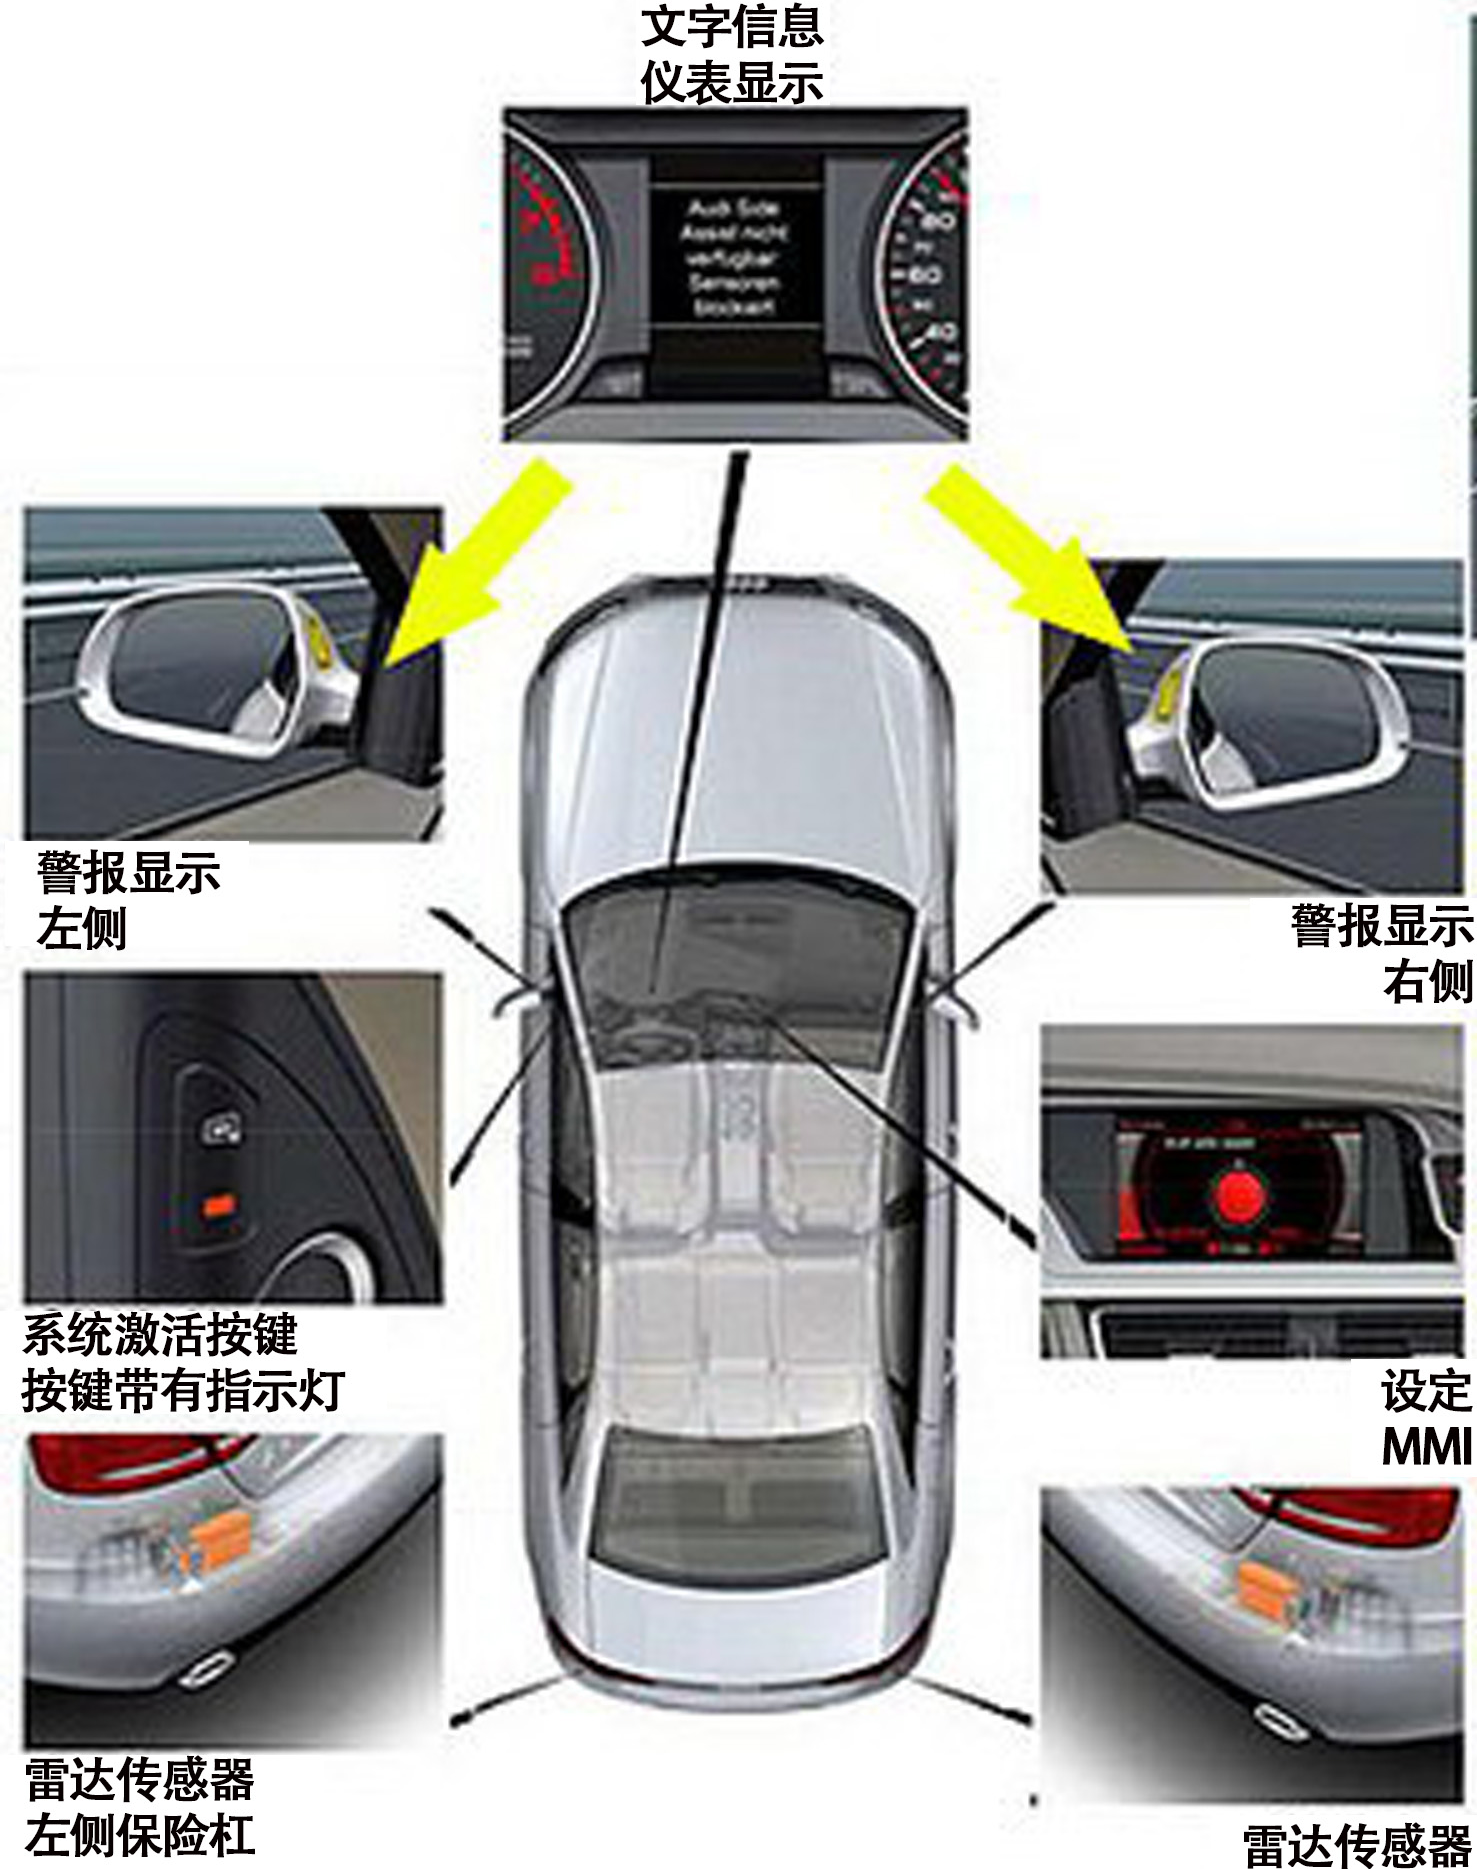 文字信息
仪表显示
Audi Side
Assist nicht
verfügbar
Sensoren
blockiert
80
60
40
警报显示
左侧
警报显示
右侧
系统激活按键
按键带有指示灯
设定
MMI
雷达传感器
左侧保险杠
雷达传感器